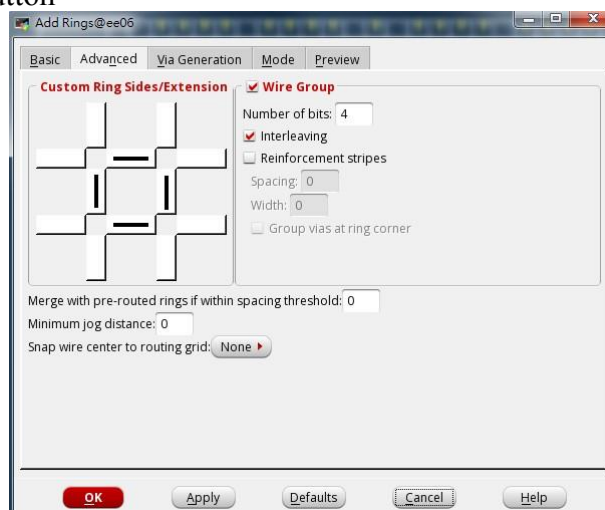 Add Rings@ee06
Basic Advanced Via Generation Mode Preview
Custom Ring Sides/Extension
Wire Group
Number of bits: 4
Interleaving
Reinforcement stripes
Spacing: 0
Width: 0
Group vias at ring corner
Merge with pre-routed rings if within spacing threshold: 0
Minimum jog distance: 0
Snap wire center to routing grid: None
OK Apply Defaults Cancel Help